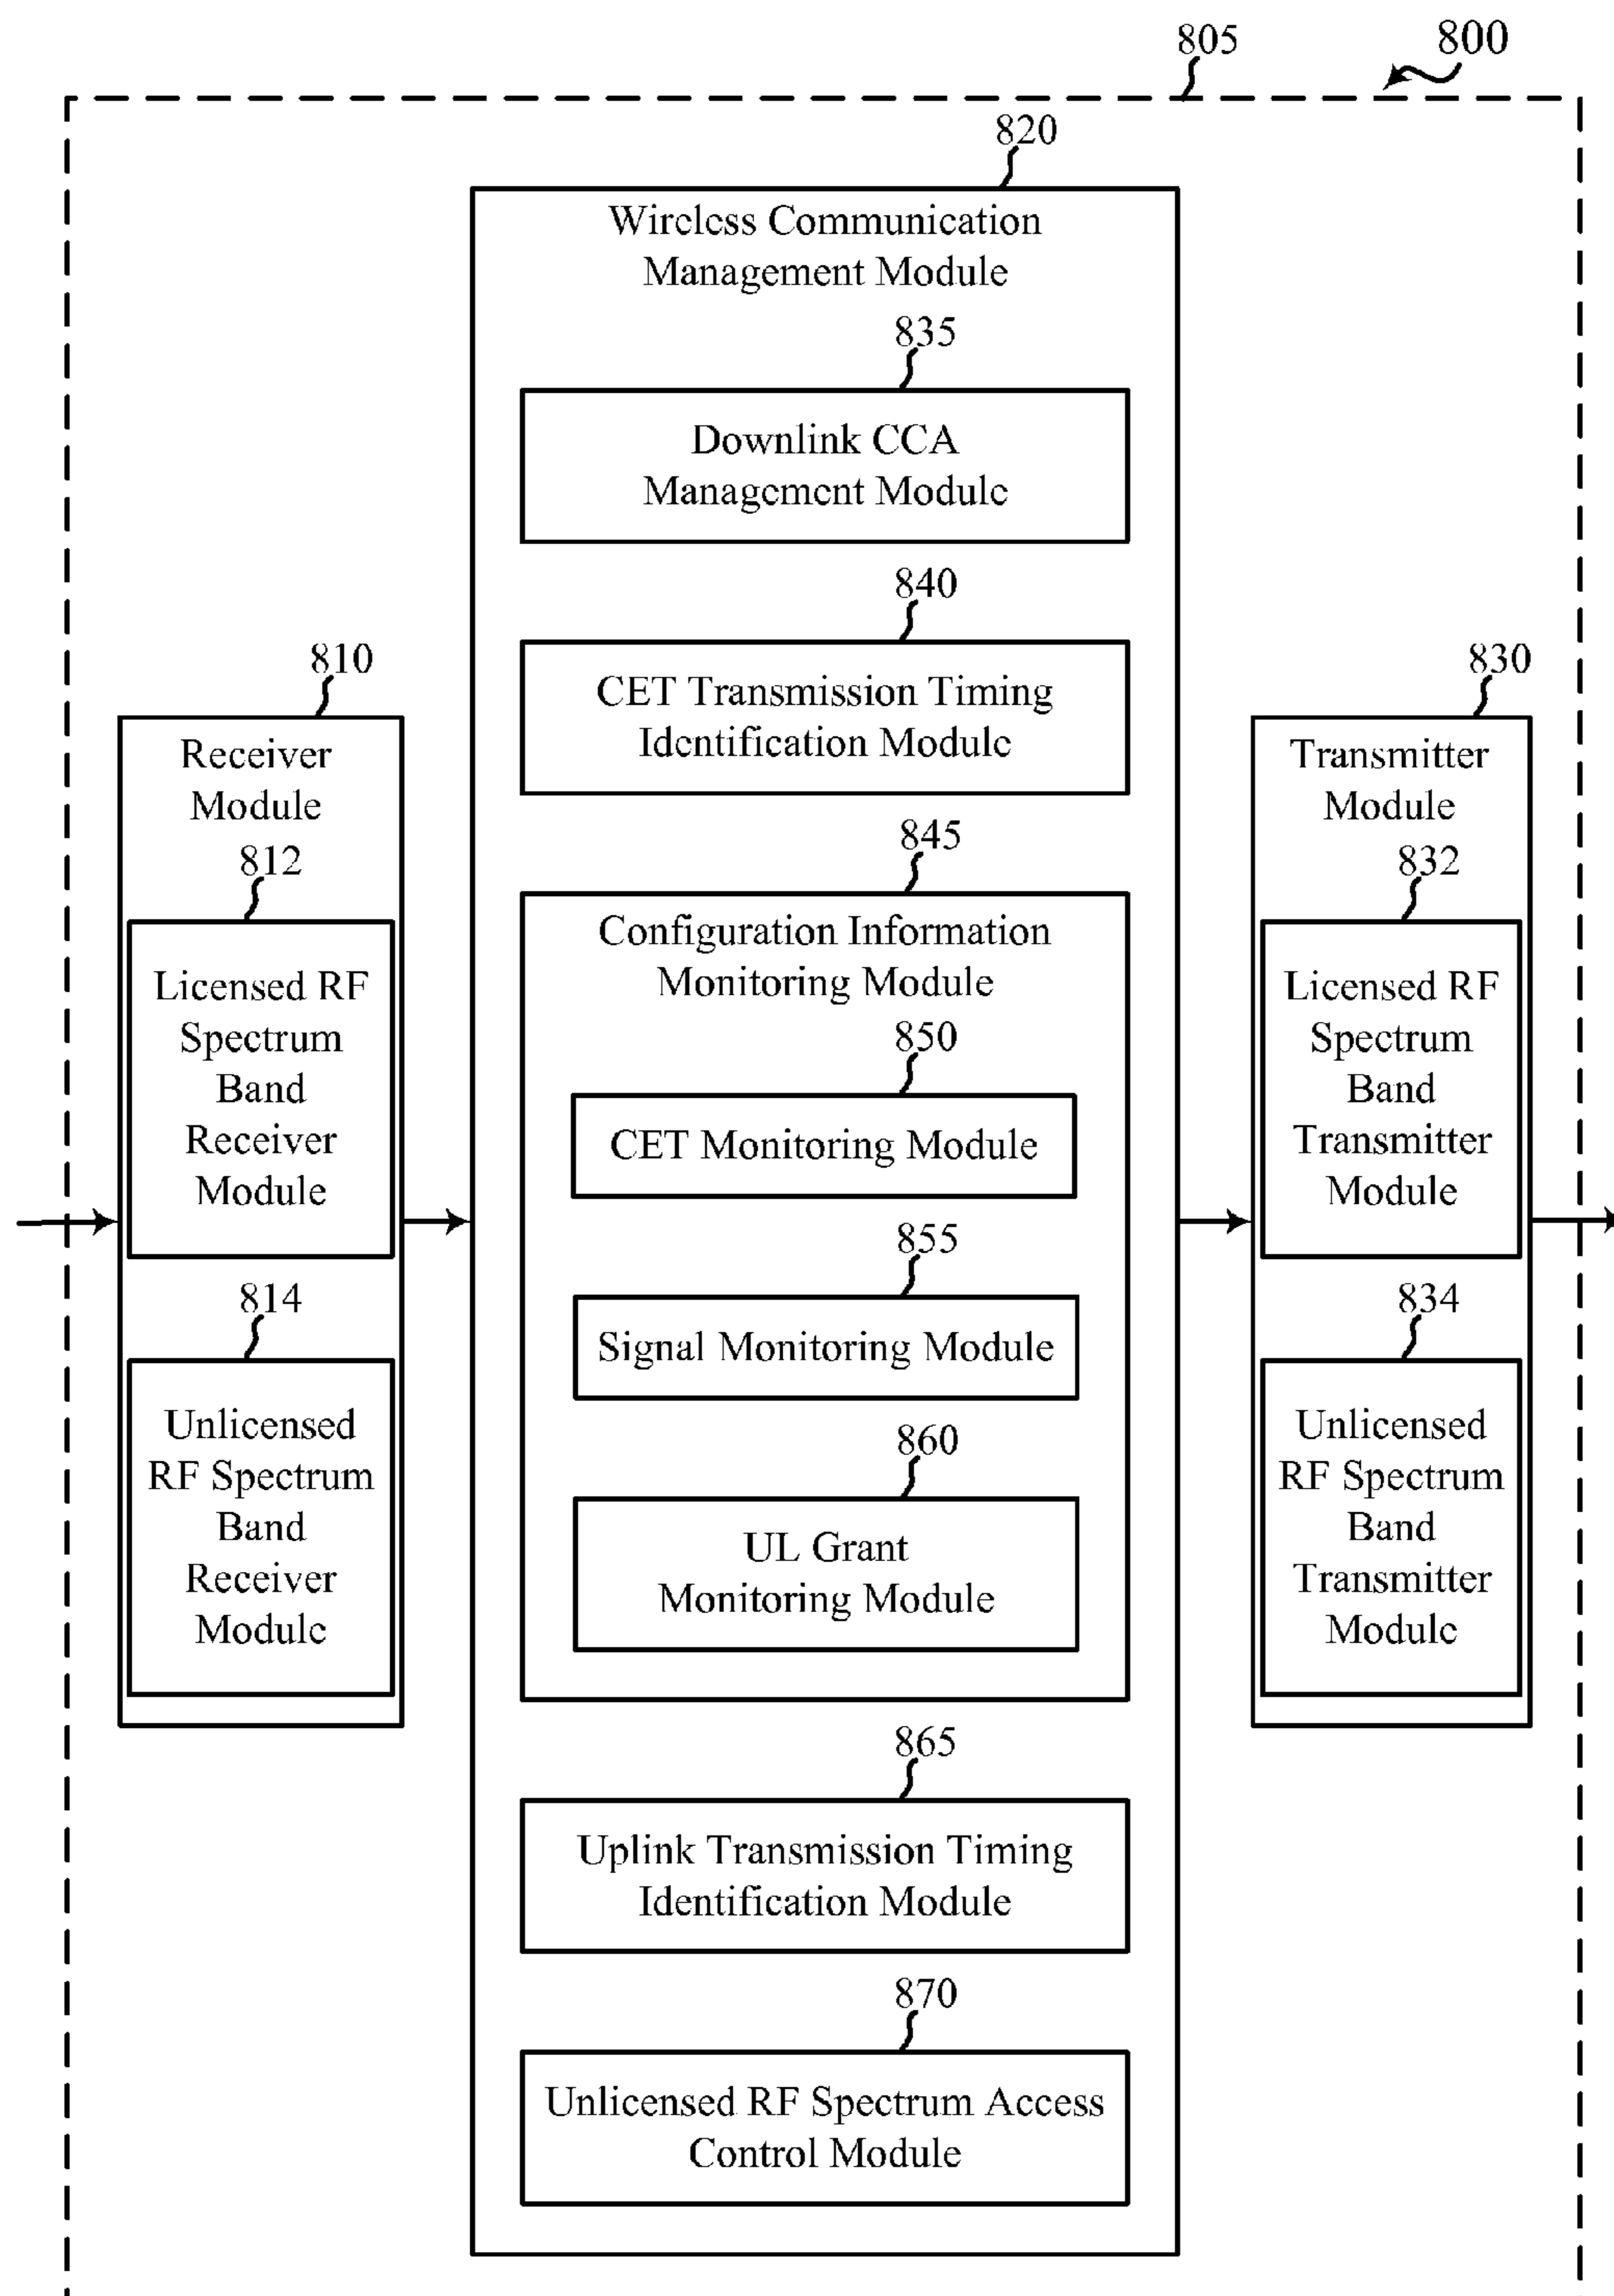 805
800
820
Wireless Communication
Management Module
835
Downlink CCA
Management Module
840
CET Transmission Timing
Identification Module
810
Receiver
Module
812
Licensed RF
Spectrum
Band
Receiver
Module
814
Unlicensed
RF Spectrum
Band
Receiver
Module
845
Configuration Information
Monitoring Module
850
CET Monitoring Module
855
Signal Monitoring Module
860
UL Grant
Monitoring Module
865
Uplink Transmission Timing
Identification Module
870
Unlicensed RF Spectrum Access
Control Module
830
Transmitter
Module
832
Licensed RF
Spectrum
Band
Transmitter
Module
834
Unlicensed
RF Spectrum
Band
Transmitter
Module